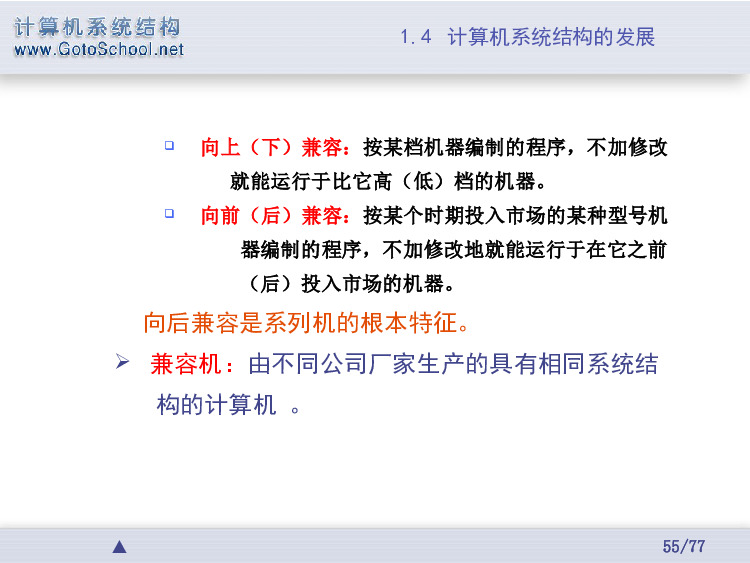 计算机系统结构
www.GotoSchool.net
1.4 计算机系统结构的发展
向上（下）兼容：按某档机器编制的程序，不加修改
就能运行于比它高（低）档的机器。
向前（后）兼容：按某个时期投入市场的某种型号机
器编制的程序，不加修改地就能运行于在它之前
（后）投入市场的机器。
向后兼容是系列机的根本特征。
兼容机：由不同公司厂家生产的具有相同系统结
构的计算机 。
55/77